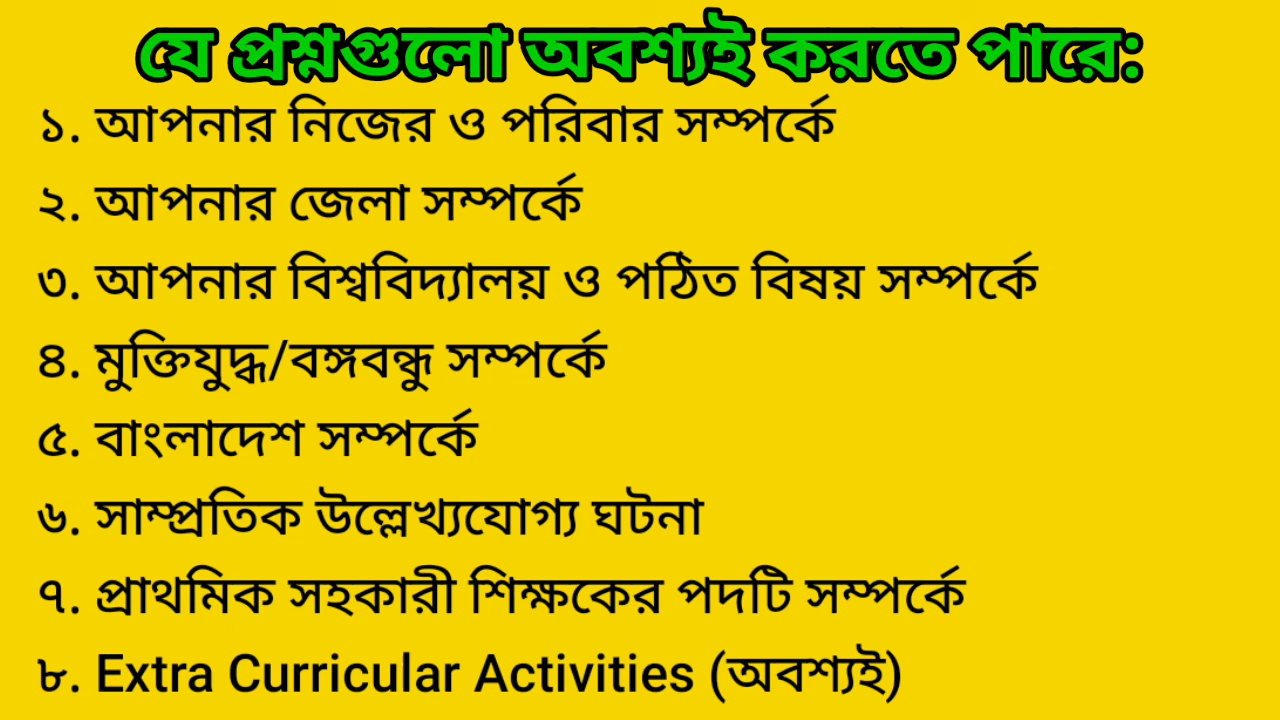 যে প্রশ্নগুলো অবশ্যই করতে পারে:
১. আপনার নিজের ও পরিবার সম্পর্কে
২. আপনার জেলা সম্পর্কে
৩. আপনার বিশ্ববিদ্যালয় ও পঠিত বিষয় সম্পর্কে
৪. মুক্তিযুদ্ধ/বঙ্গবন্ধু সম্পর্কে
৫. বাংলাদেশ সম্পর্কে
৬. সাম্প্রতিক উল্লেখ্যযোগ্য ঘটনা
৭. প্রাথমিক সহকারী শিক্ষকের পদটি সম্পর্কে
৮. Extra Curricular Activities (অবশ্যই)